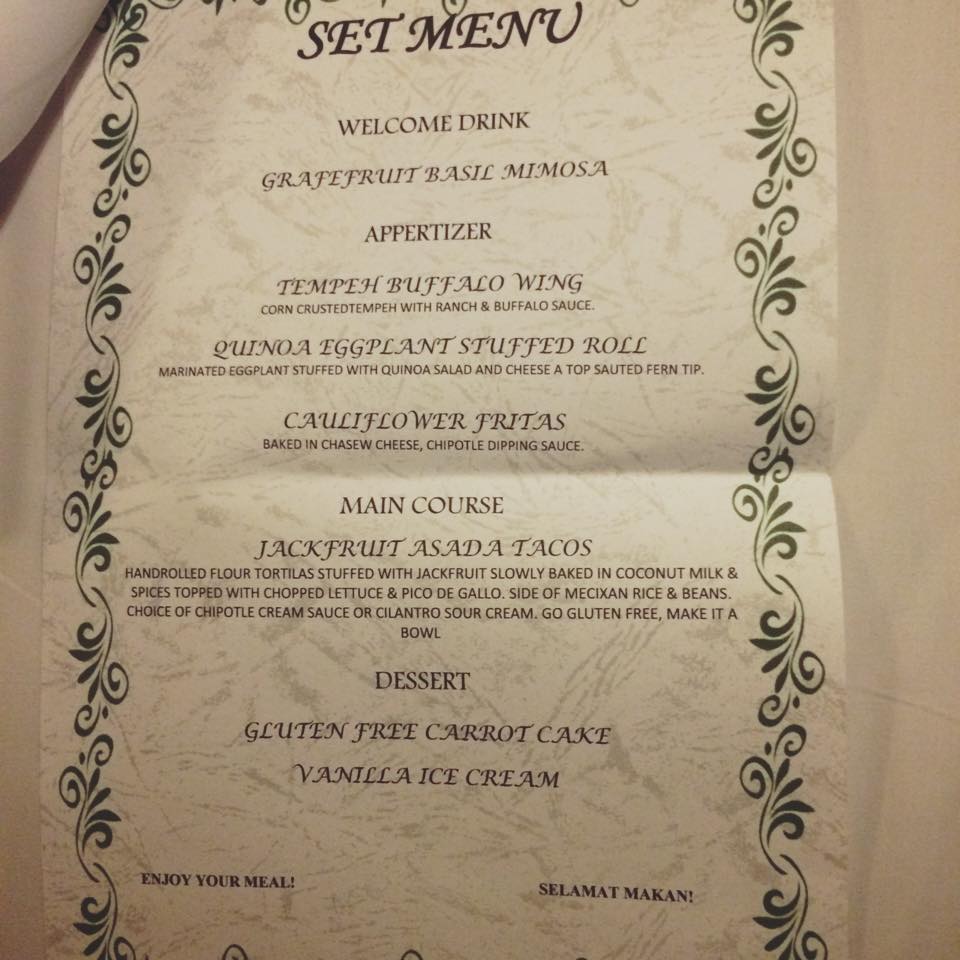 SET MENU
WELCOME DRINK
GRAFEFRUIT BASIL MIMOSA
APPERTIZER
TEMPEH BUFFALO WING
CORN CRUSTEDTEMPEH WITH RANCH & BUFFALO SAUCE.
QUINOA EGGPLANT STUFFED ROLL
MARINATED EGGPLANT STUFFED WITH QUINOA SALAD AND CHEESE A TOP SAUTED FERN TIP.
CAULIFLOWER FRITAS
BAKED IN CHASEW CHEESE, CHIPOTLE DIPPING SAUCE.
MAIN COURSE
JACKFRUIT ASADA TACOS
HANDROLLED FLOUR TORTILAS STUFFED WITH JACKFRUIT SLOWLY BAKED IN COCONUT MILK &
SPICES TOPPED WITH CHOPPED LETTUCE & PICO DE GALLO. SIDE OF MECIXAN RICE & BEANS.
CHOICE OF CHIPOTLE CREAM SAUCE OR CILANTRO SOUR CREAM. GO GLUTEN FREE, MAKE IT A
BOWL
DESSERT
GLUTEN FREE CARROT CAKE
VANILLA ICE CREAM
ENJOY YOUR MEAL!
SELAMAT MAKAN!